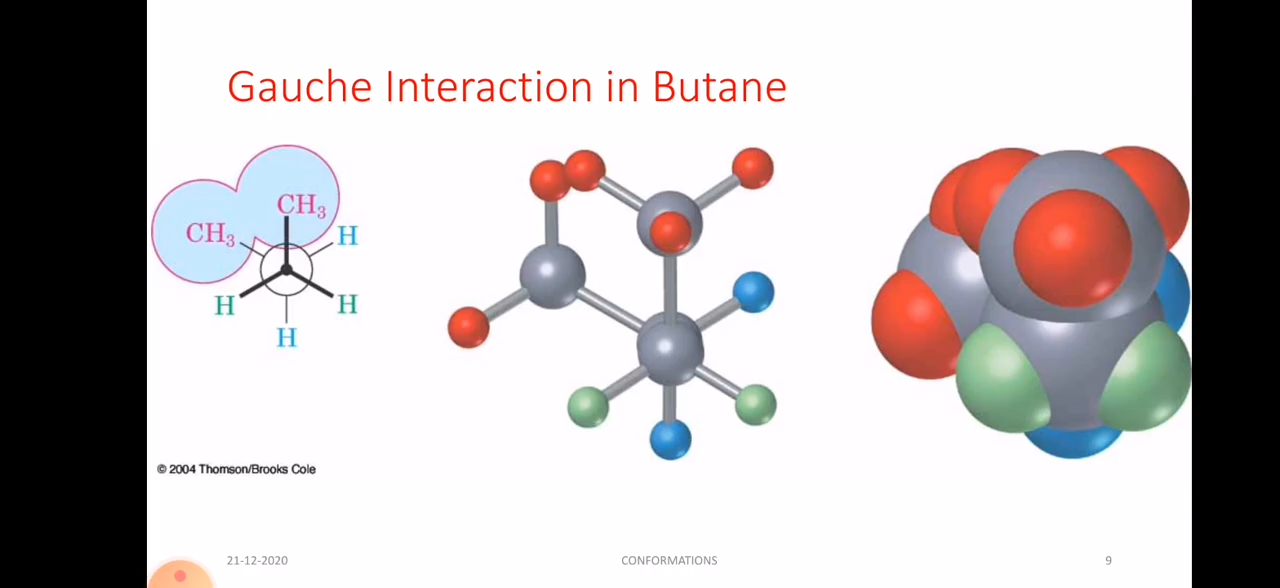 Gauche Interaction in Butane
CH3
CH3
H
H
H
H
© 2004 Thomson/Brooks Cole
21-12-2020
CONFORMATIONS
9